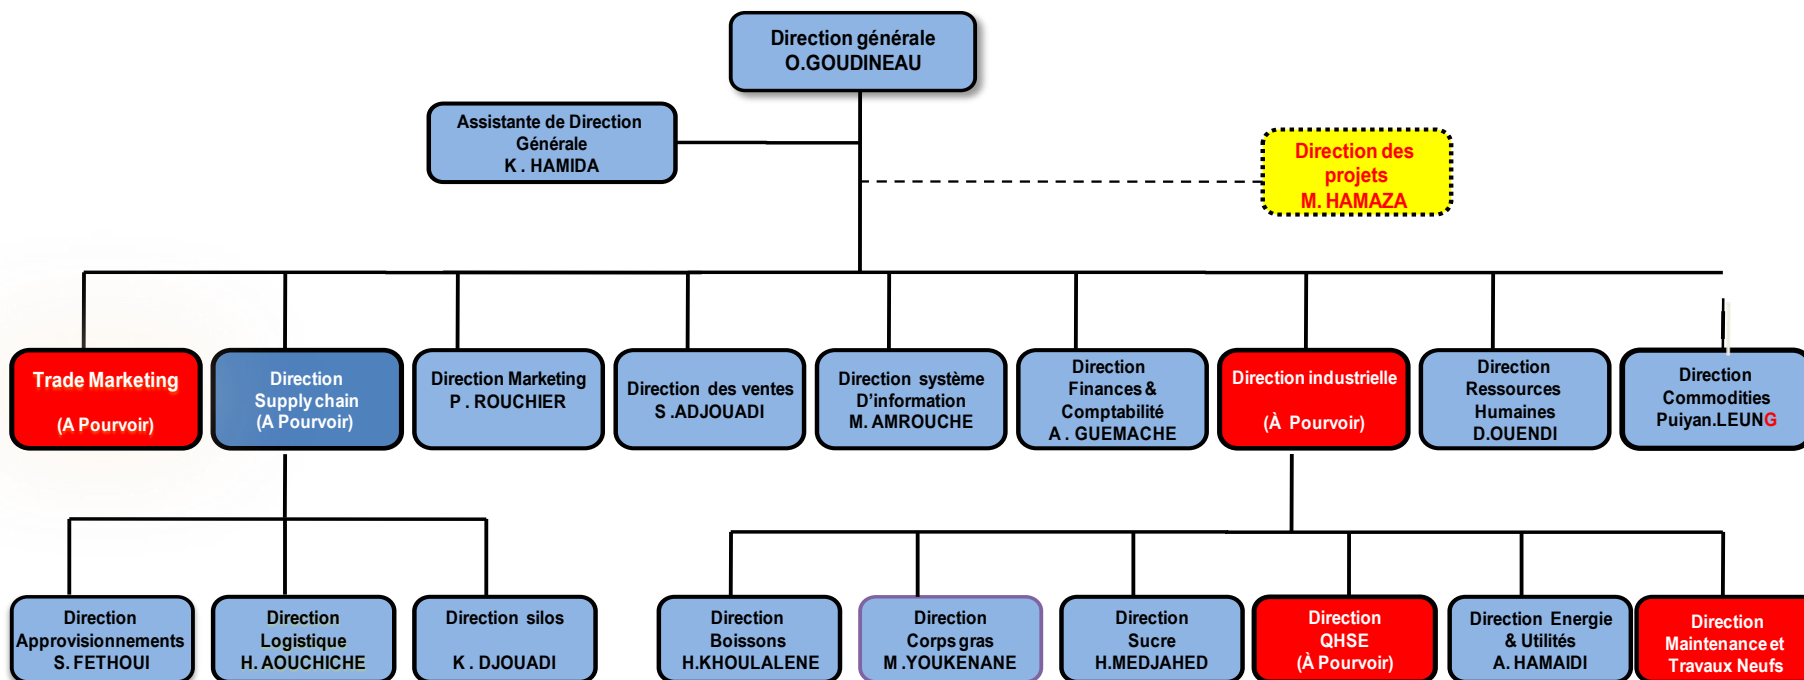 Direction générale
O.GOUDINEAU
Assistante de Direction
Générale
K . HAMIDA
Direction des
projets
M. HAMAZA
Trade Marketing
(A Pourvoir)
Direction
Supply chain
(A Pourvoir)
Direction Marketing
P . ROUCHIER
Direction des ventes
S .ADJOUADI
Direction système
D'information
M. AMROUCHE
Direction
Finances &
Comptabilité
A . GUEMACHE
Direction industrielle
(À Pourvoir)
Direction
Ressources
Humaines
D.OUENDI
Direction
Commodities
Puiyan.LEUNG
Direction
Approvisionnements
S. FETHOUI
Direction
Logistique
H. AOUCHICHE
Direction silos
K . DJOUADI
Direction
Boissons
H.KHOULALENE
Direction
Corps gras
M .YOUKENANE
Direction
Sucre
H.MEDJAHED
Direction
QHSE
(À Pourvoir)
Direction Energie
& Utilités
A. HAMAIDI
Direction
Maintenance et
Travaux Neufs